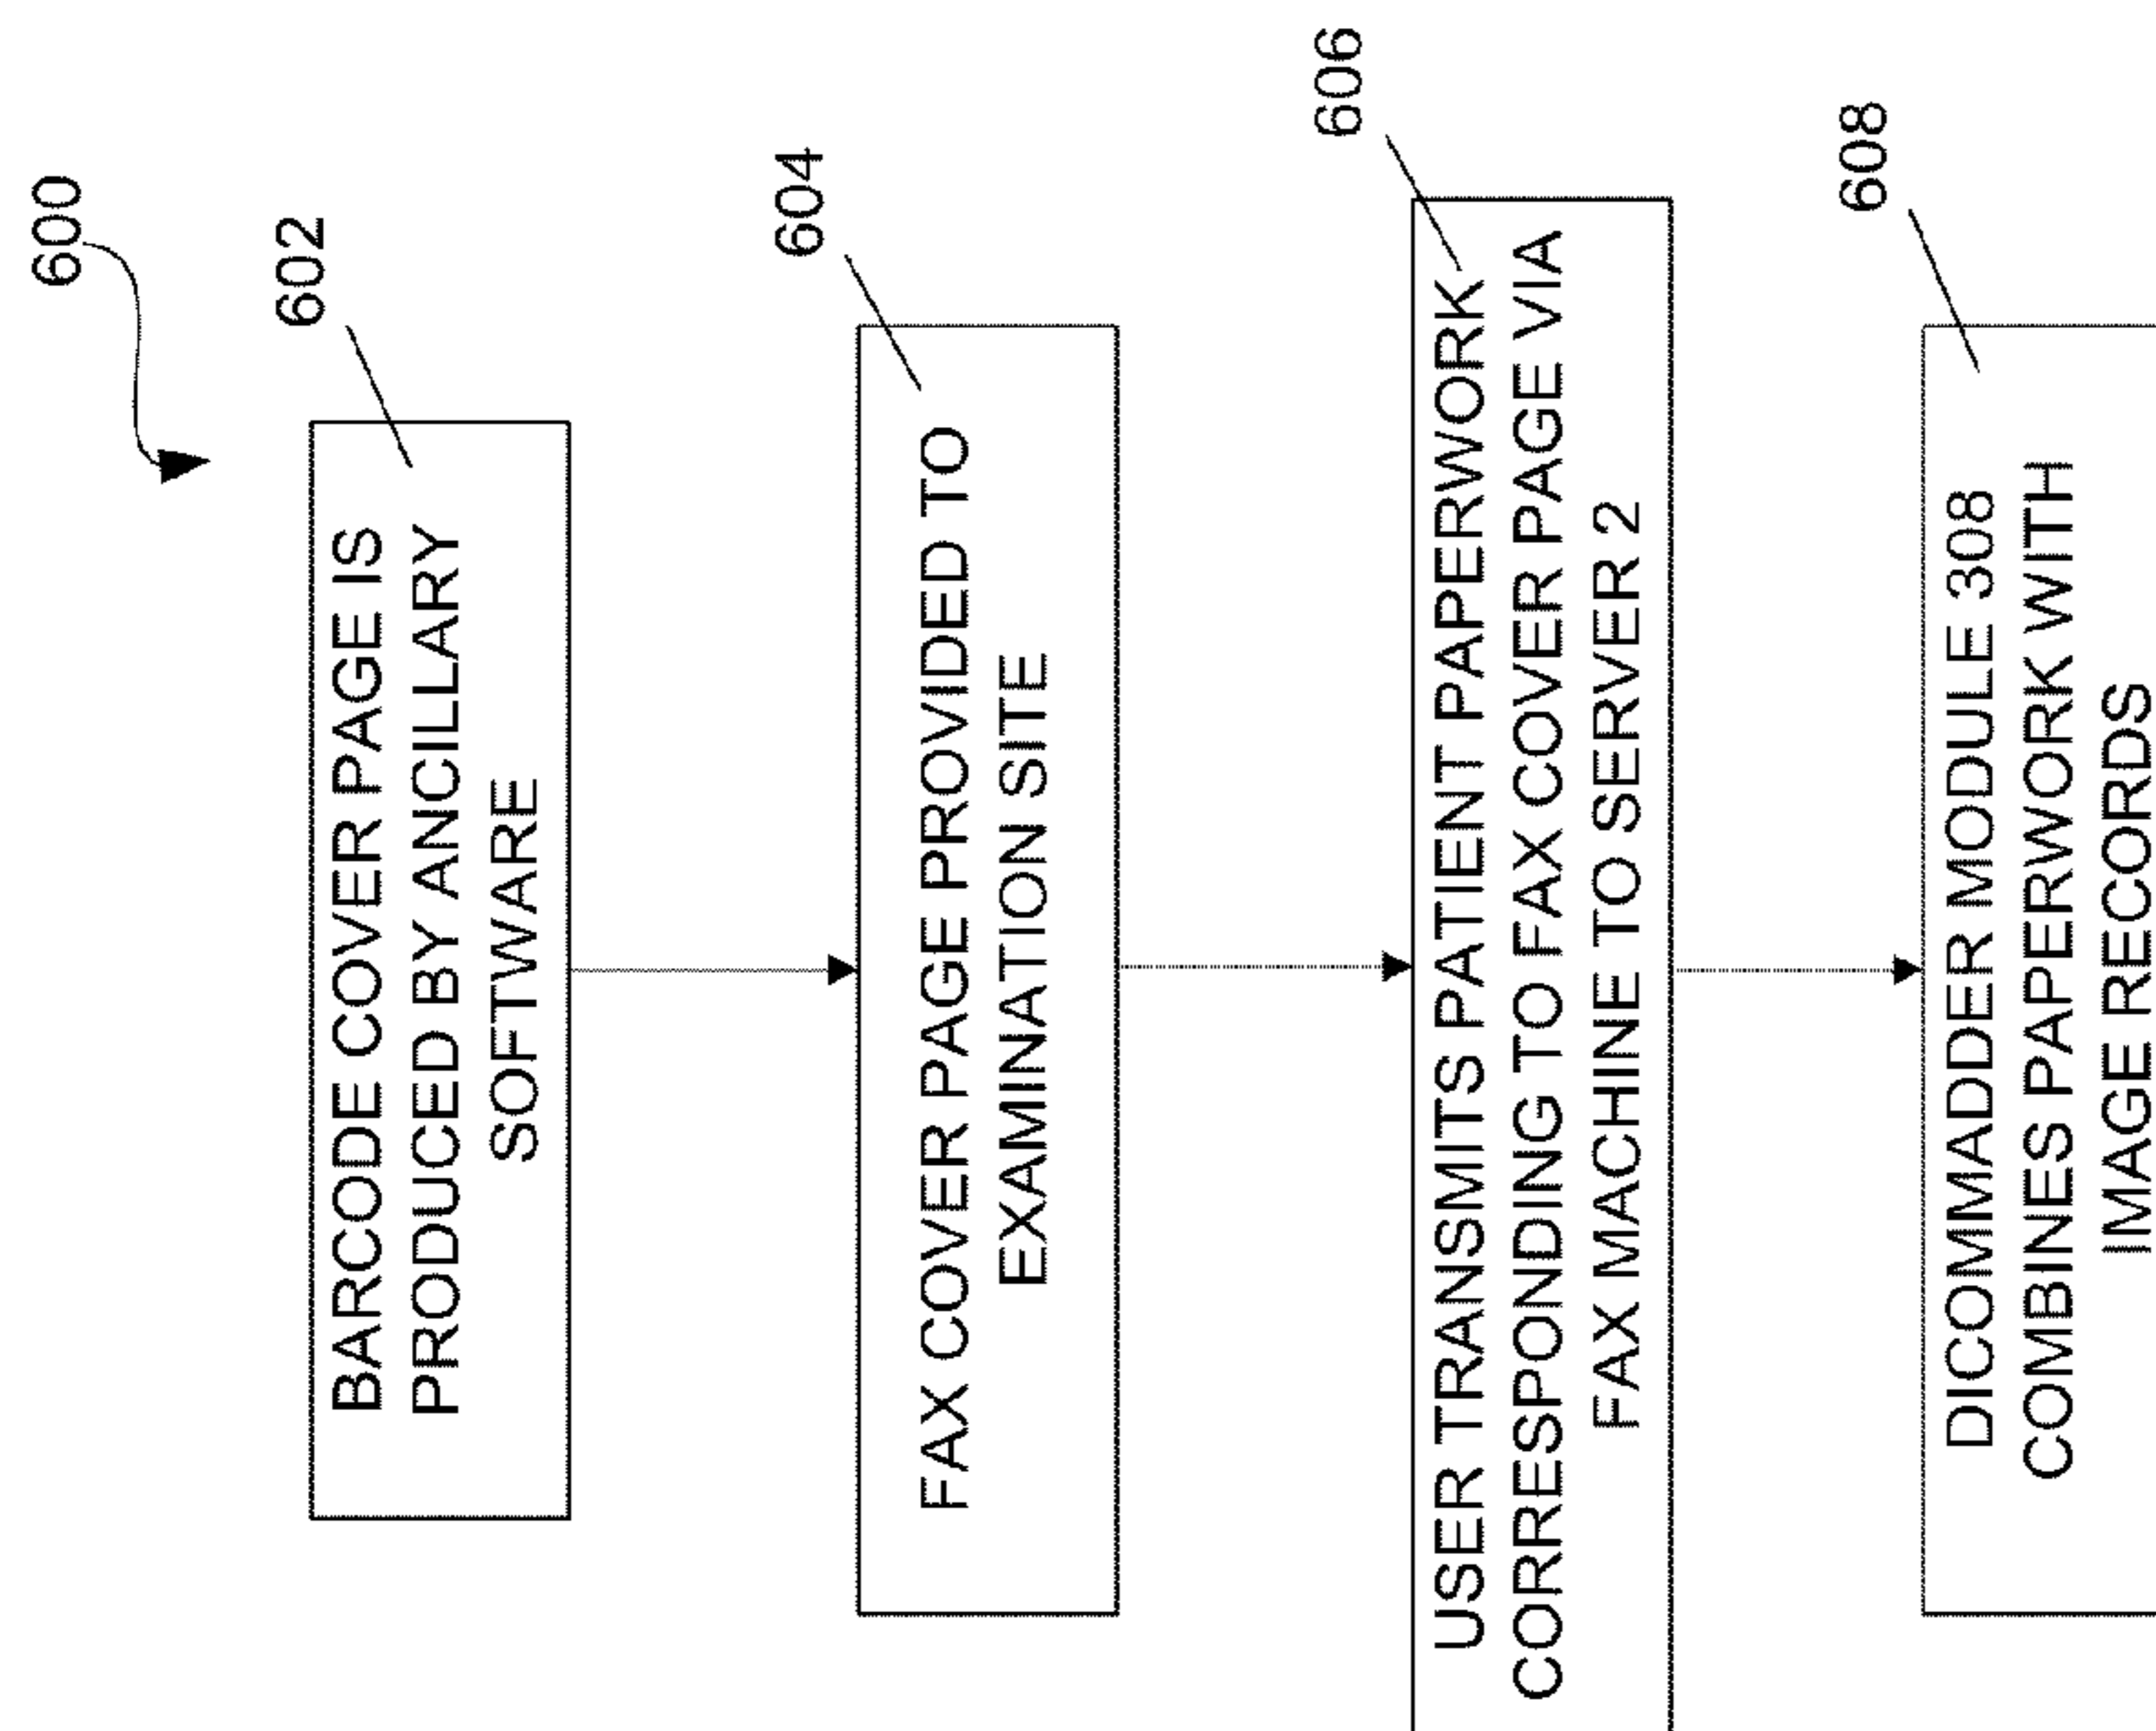 600
602
BARCODE COVER PAGE IS
PRODUCED BY ANCILLARY
SOFTWARE
604
FAX COVER PAGE PROVIDED TO
EXAMINATION SITE
606
USER TRANSMITS PATIENT PAPERWORK
CORRESPONDING TO FAX COVER PAGE VIA
FAX MACHINE TO SERVER 2
608
DICOMMADDER MODULE 308
COMBINES PAPERWORK WITH
IMAGE RECORDS